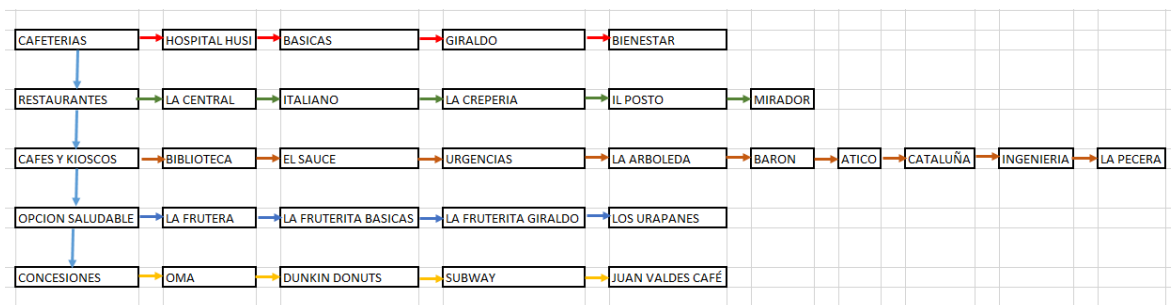 CAFETERIAS HOSPITAL HUSI BASICAS GIRALDO BIENESTAR
RESTAURANTES LA CENTRAL ITALIANO LA CREPERIA IL POSTO MIRADOR
CAFES Y KIOSCOS BIBLIOTECA EL SAUCE URGENCIAS LA ARBOLEDA BARON ATICO CATALUÑA INGENIERIA LA PECERA
OPCION SALUDABLE LA FRUTERA LA FRUTERITA BASICAS LA FRUTERITA GIRALDO LOS URAPANES
CONCESIONES OMA DUNKIN DONUTS SUBWAY JUAN VALDES CAFÉ